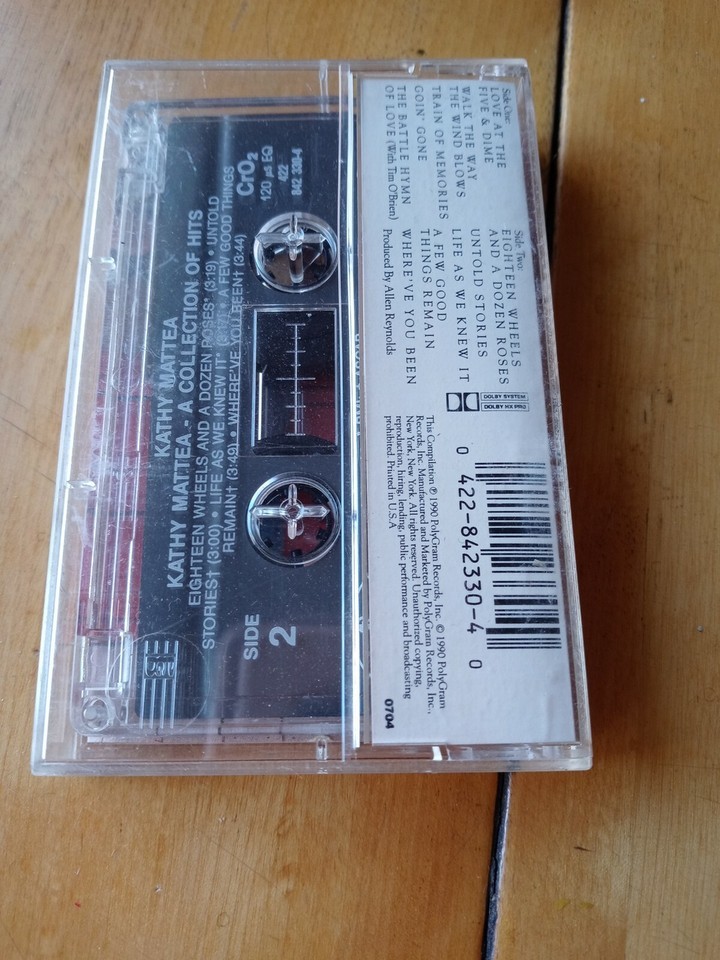 Side One:
LOVE AT THE
FIVE & DIME
WALK THE WAY
THE WIND BLOWS
TRAIN OF MEMORIES
GOIN' GONE
THE BATTLE HYMN
OF LOVE (With Tim O'Brien)
Side Two:
EIGHTEEN WHEELS
AND A DOZEN ROSES
UNTOLD STORIES
LIFE AS WE KNEW IT
A FEW GOOD
THINGS REMAIN
WHERE'VE YOU BEEN
Produced By Allen Reynolds
DOLBY SYSTEM
DOLBY HX PRO
This Compilation ℗ 1990 PolyGram Records, Inc. © 1990 PolyGram
Records, Inc. Manufactured and Marketed by PolyGram Records, Inc.,
New York, New York. All rights reserved. Unauthorized copying,
reproduction, hiring, lending, public performance and broadcasting
prohibited. Printed in U.S.A
0 422-842330-4 0
0704
CrO2
120 µs EQ
422
842 330-4
KATHY MATTEA
KATHY MATTEA - A COLLECTION OF HITS
EIGHTEEN WHEELS AND A DOZEN ROSES* (3:19) • UNTOLD
STORIES† (3:00) • LIFE AS WE KNEW IT* • A FEW GOOD THINGS
REMAIN† (3:49) • WHERE'VE YOU BEEN† (3:44)
SIDE
2